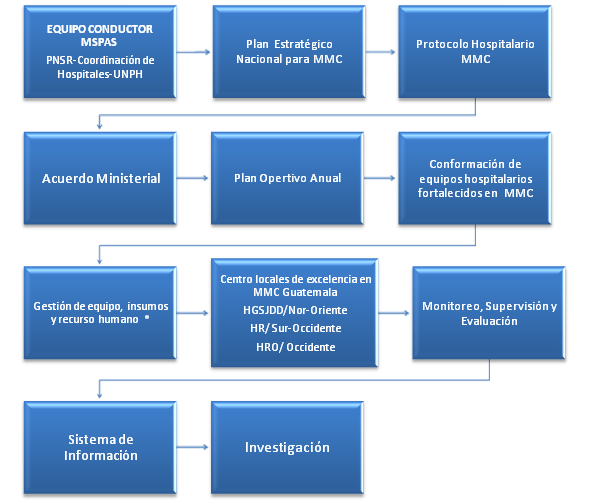 EQUIPO CONDUCTOR
MSPAS
PNSR-Coordinación de
Hospitales-UNPH
Plan Estratégico
Nacional para MMC
Protocolo Hospitalario
MMC
Acuerdo Ministerial
Plan Opertivo Anual
Conformación de
equipos hospitalarios
fortalecidos en MMC
Gestión de equipo, insumos
y recurso humano *
Centro locales de excelencia en
MMC Guatemala
HGSJDD/Nor-Oriente
HR/ Sur-Occidente
HRO/ Occidente
Monitoreo, Supervisión y
Evaluación
Sistema de
Información
Investigación